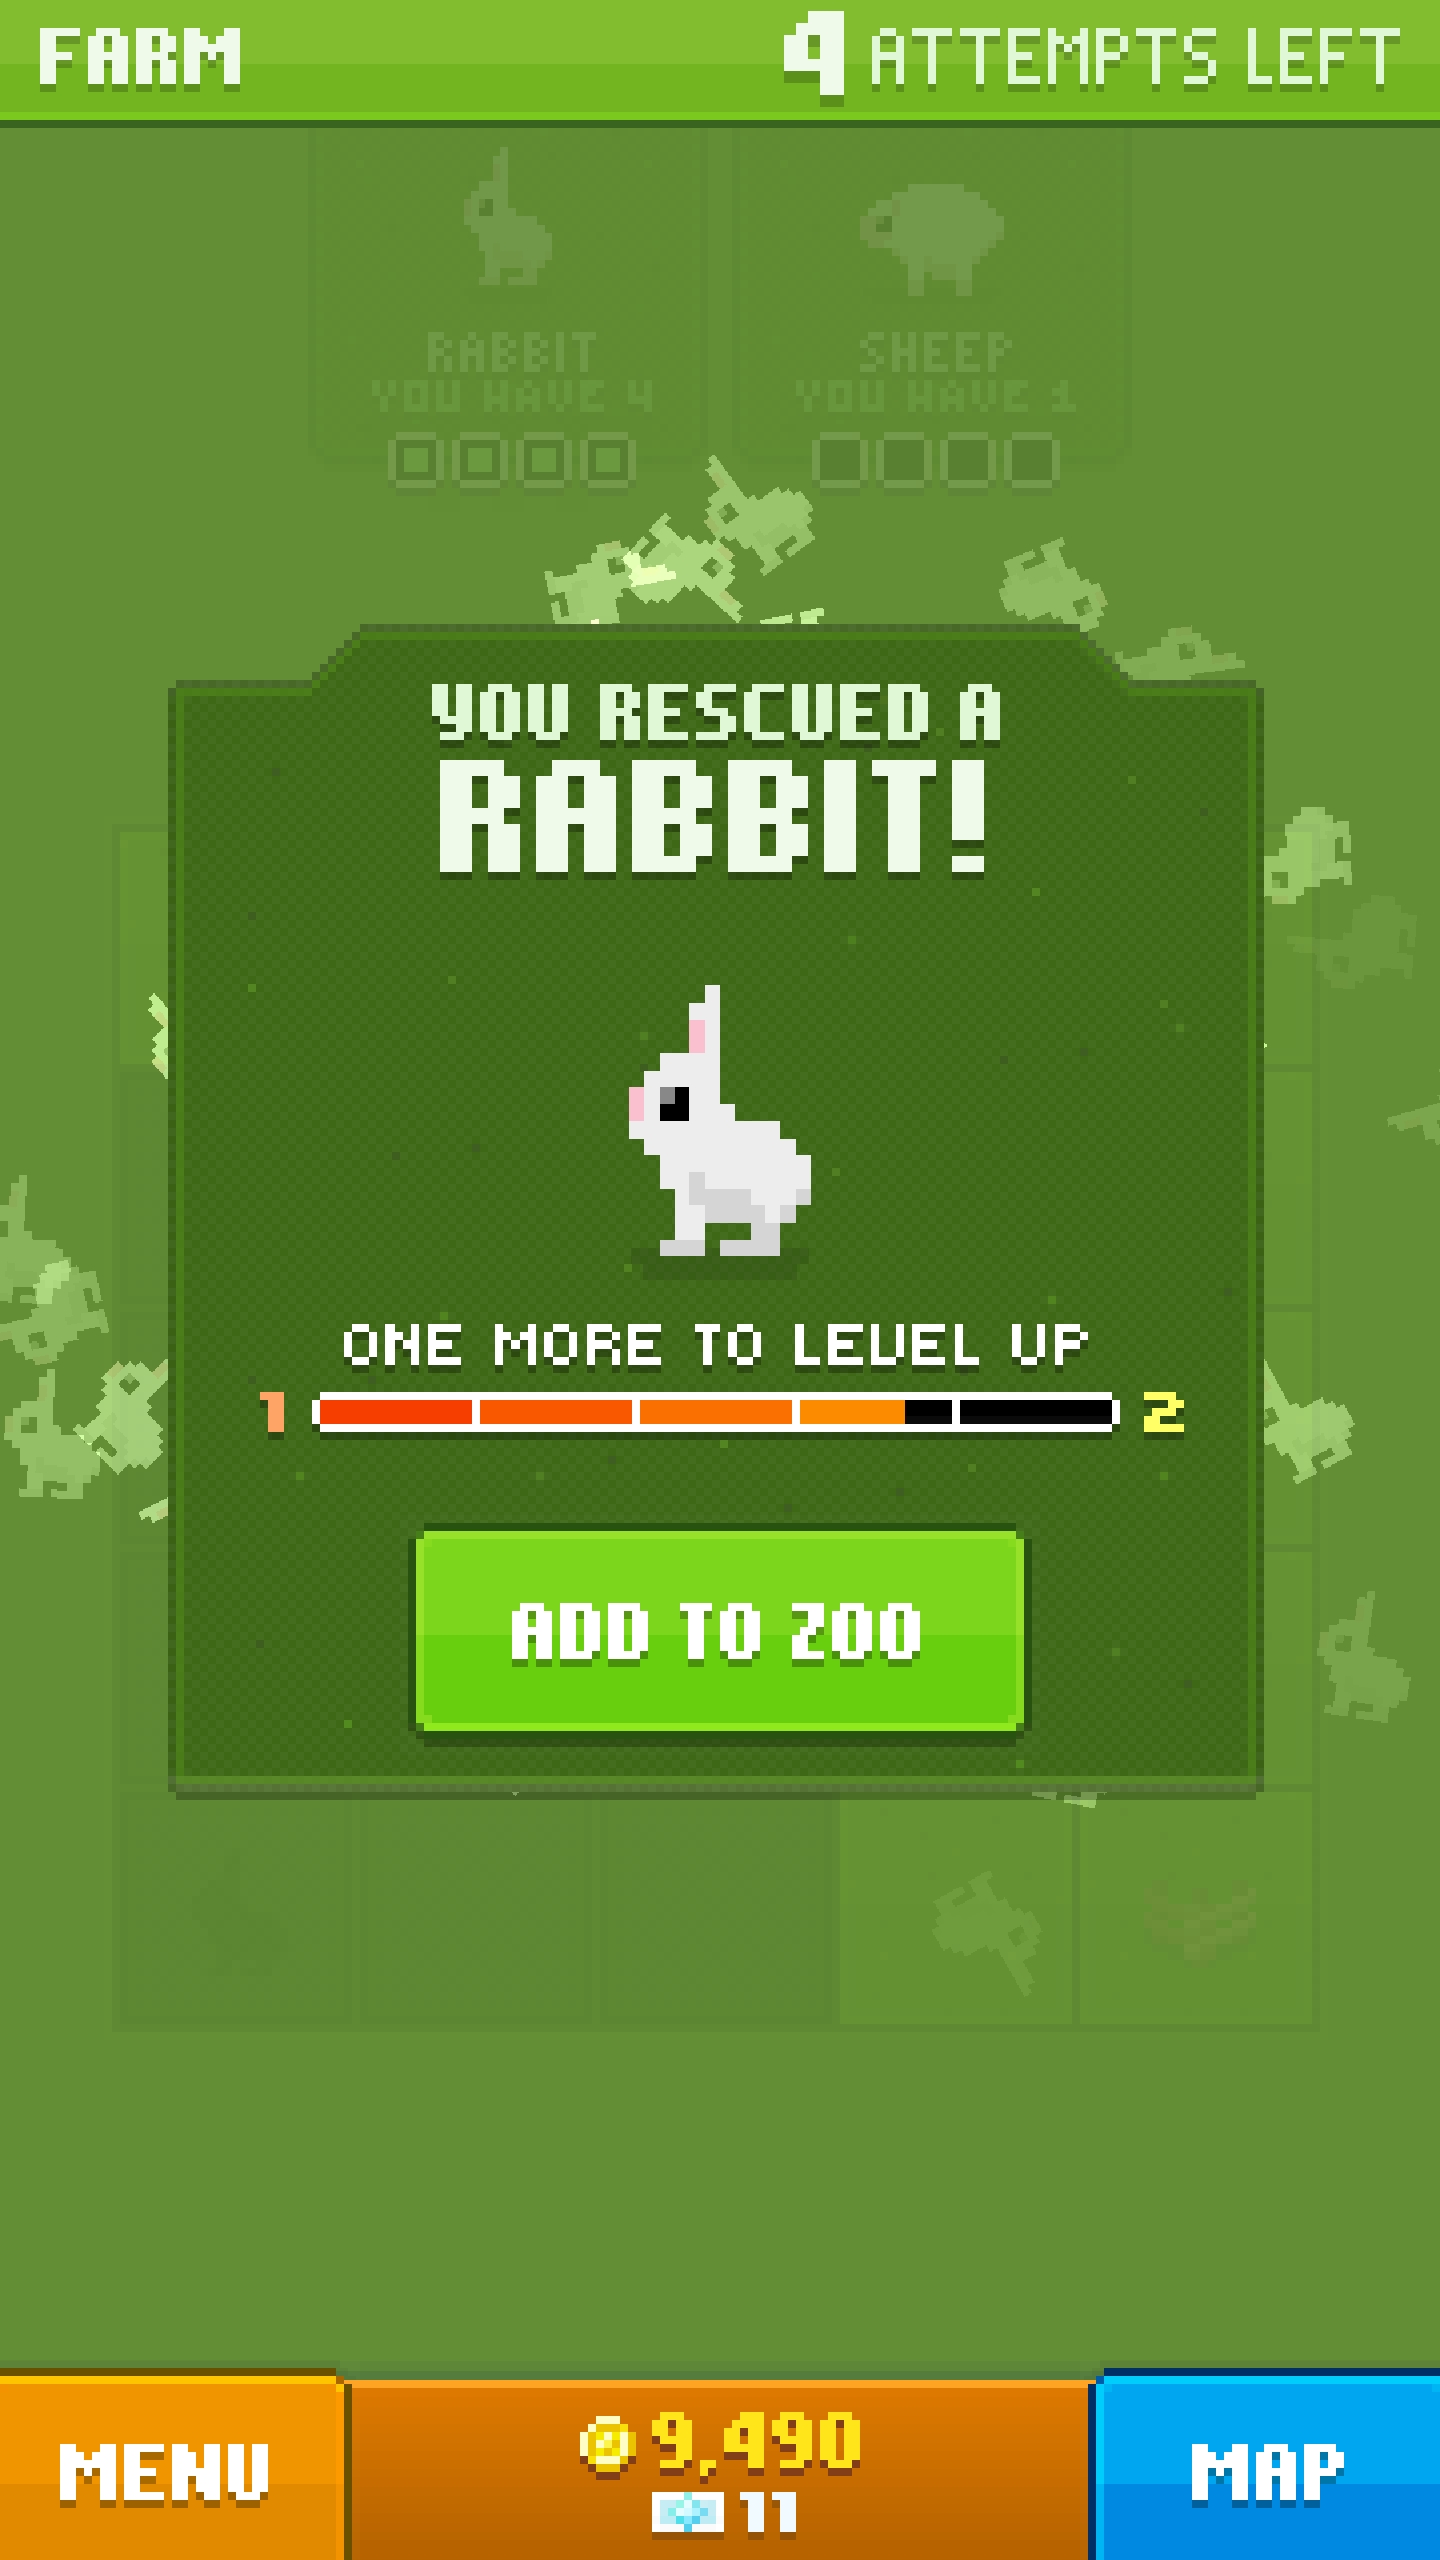 FARM
4 ATTEMPTS LEFT
RABBIT
YOU HAVE 4
SHEEP
YOU HAVE 1
YOU RESCUED A
RABBIT!
ONE MORE TO LEVEL UP
1
2
ADD TO ZOO
MENU
9,490
11
MAP